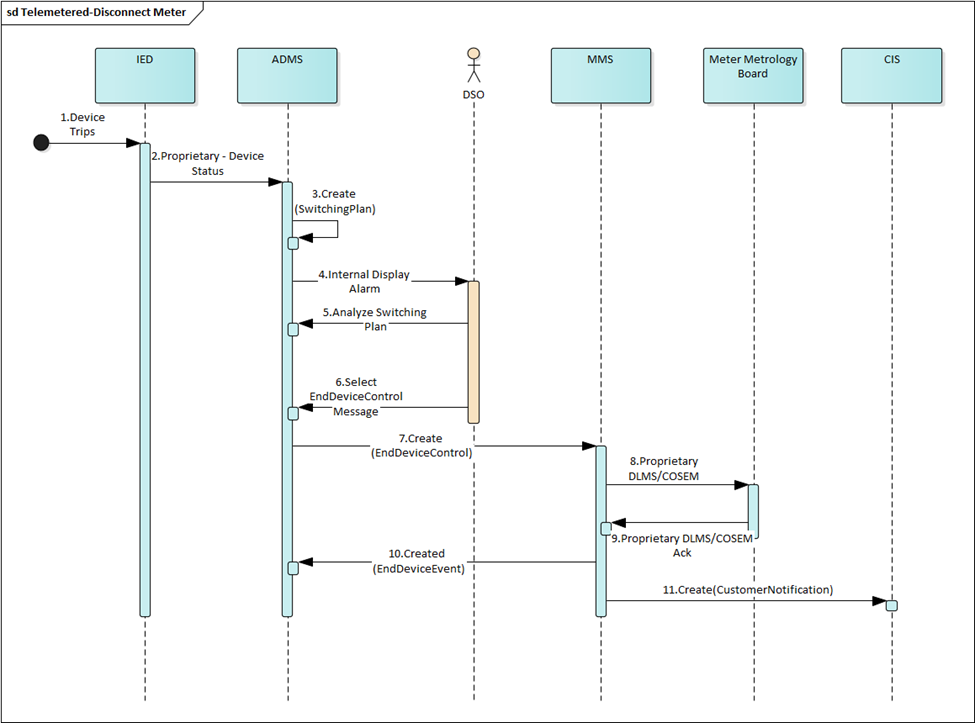 sd Telemetered-Disconnect Meter
IED
ADMS
DSO
MMS
Meter Metrology
Board
CIS
1.Device
Trips
2.Proprietary - Device
Status
3.Create
(SwitchingPlan)
4.Internal Display
Alarm
5.Analyze Switching
Plan
6.Select
EndDeviceControl
Message
7.Create
(EndDeviceControl)
8.Proprietary
DLMS/COSEM
9.Proprietary DLMS/COSEM
Ack
10.Created
(EndDeviceEvent)
11.Create(CustomerNotification)